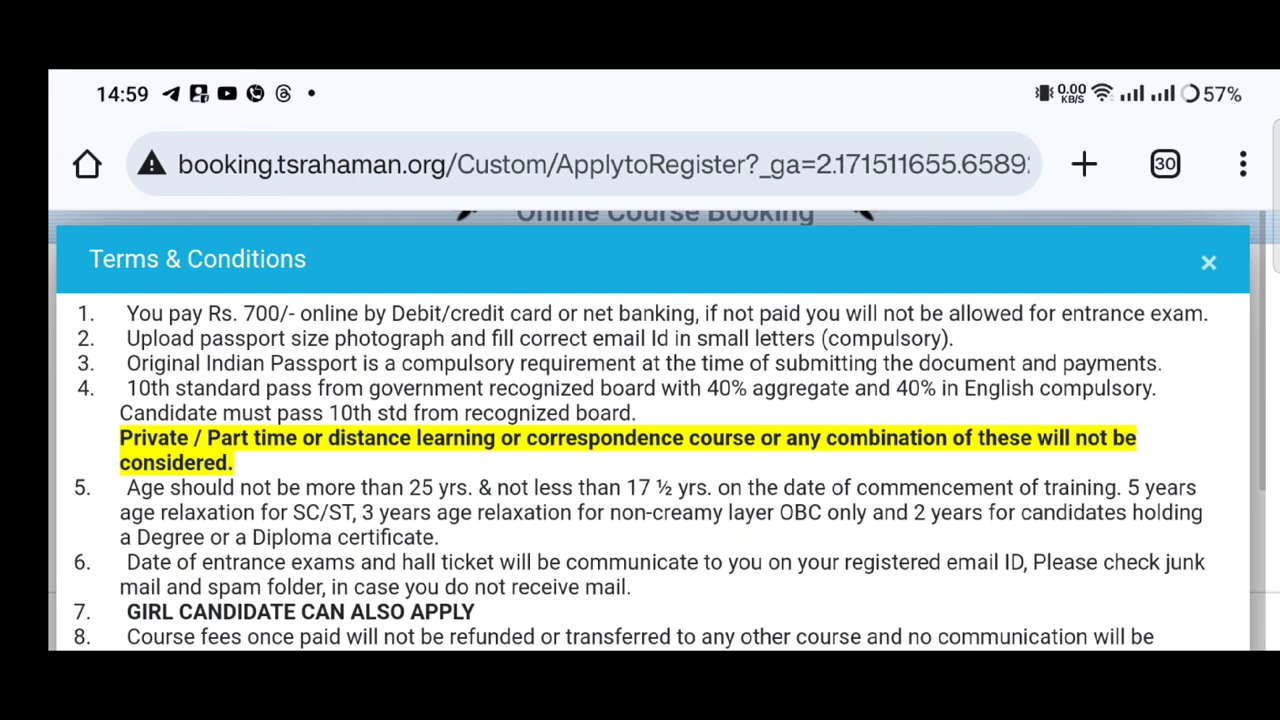 14:59 0.00 KB/S 57%
booking.tsrahaman.org/Custom/ApplytoRegister?_ga=2.171511655.6589 30
Online Course Booking
Terms & Conditions ×
1. You pay Rs. 700/- online by Debit/credit card or net banking, if not paid you will not be allowed for entrance exam.
2. Upload passport size photograph and fill correct email Id in small letters (compulsory).
3. Original Indian Passport is a compulsory requirement at the time of submitting the document and payments.
4. 10th standard pass from government recognized board with 40% aggregate and 40% in English compulsory.
Candidate must pass 10th std from recognized board.
Private / Part time or distance learning or correspondence course or any combination of these will not be
considered.
5. Age should not be more than 25 yrs. & not less than 17 ½ yrs. on the date of commencement of training. 5 years
age relaxation for SC/ST, 3 years age relaxation for non-creamy layer OBC only and 2 years for candidates holding
a Degree or a Diploma certificate.
6. Date of entrance exams and hall ticket will be communicate to you on your registered email ID, Please check junk
mail and spam folder, in case you do not receive mail.
7. GIRL CANDIDATE CAN ALSO APPLY
8. Course fees once paid will not be refunded or transferred to any other course and no communication will be